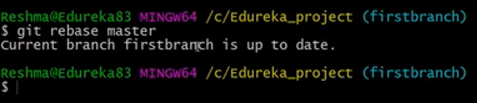 Reshma@Edureka83 MINGW64 /c/Edureka_project (firstbranch)
$ git rebase master
Current branch firstbranch is up to date.
Reshma@Edureka83 MINGW64 /c/Edureka_project (firstbranch)
$